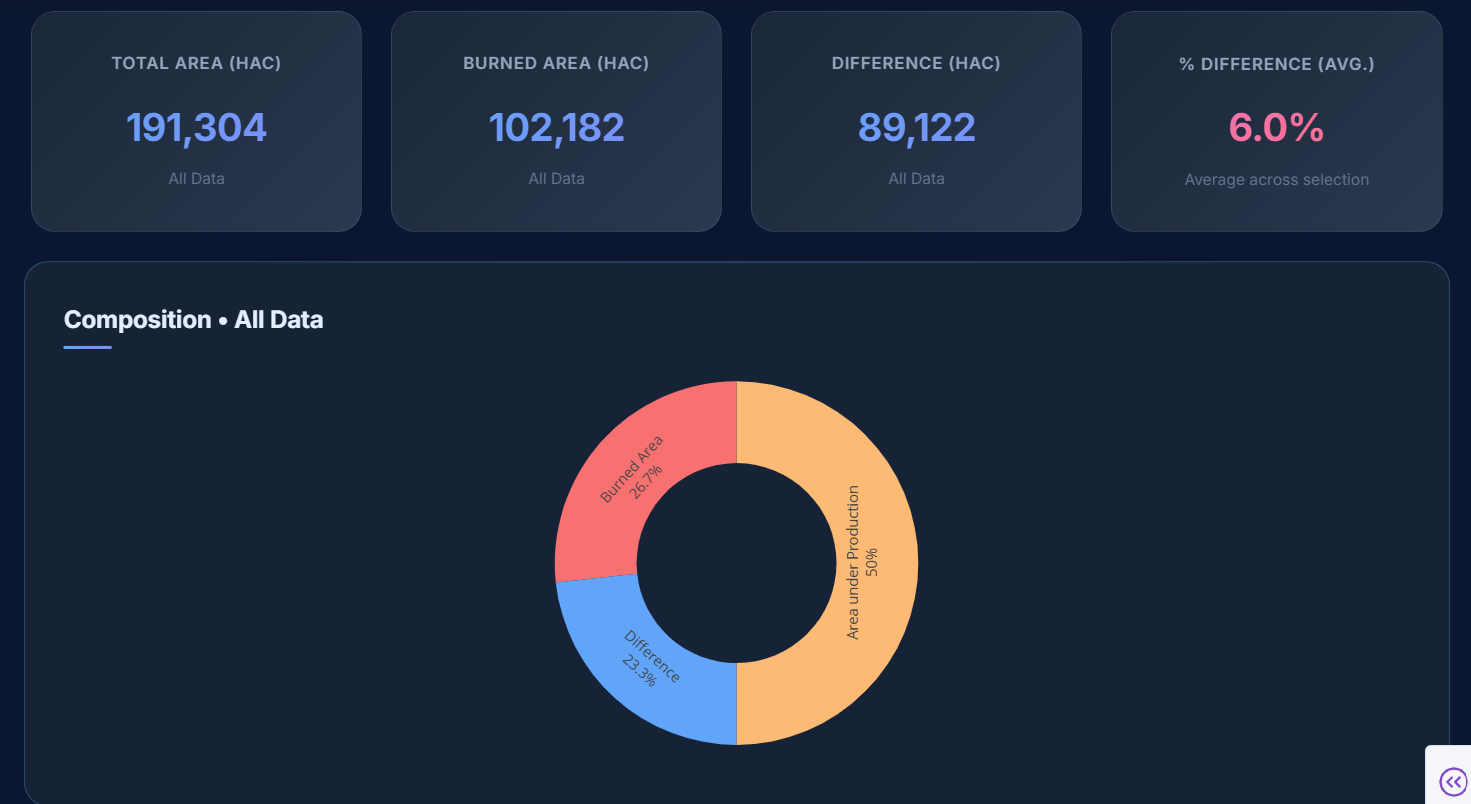 TOTAL AREA (HAC)
191,304
All Data
BURNED AREA (HAC)
102,182
All Data
DIFFERENCE (HAC)
89,122
All Data
% DIFFERENCE (AVG.)
6.0%
Average across selection
Composition • All Data
Burned Area
26.7%
Area under Production
50%
Difference
23.3%